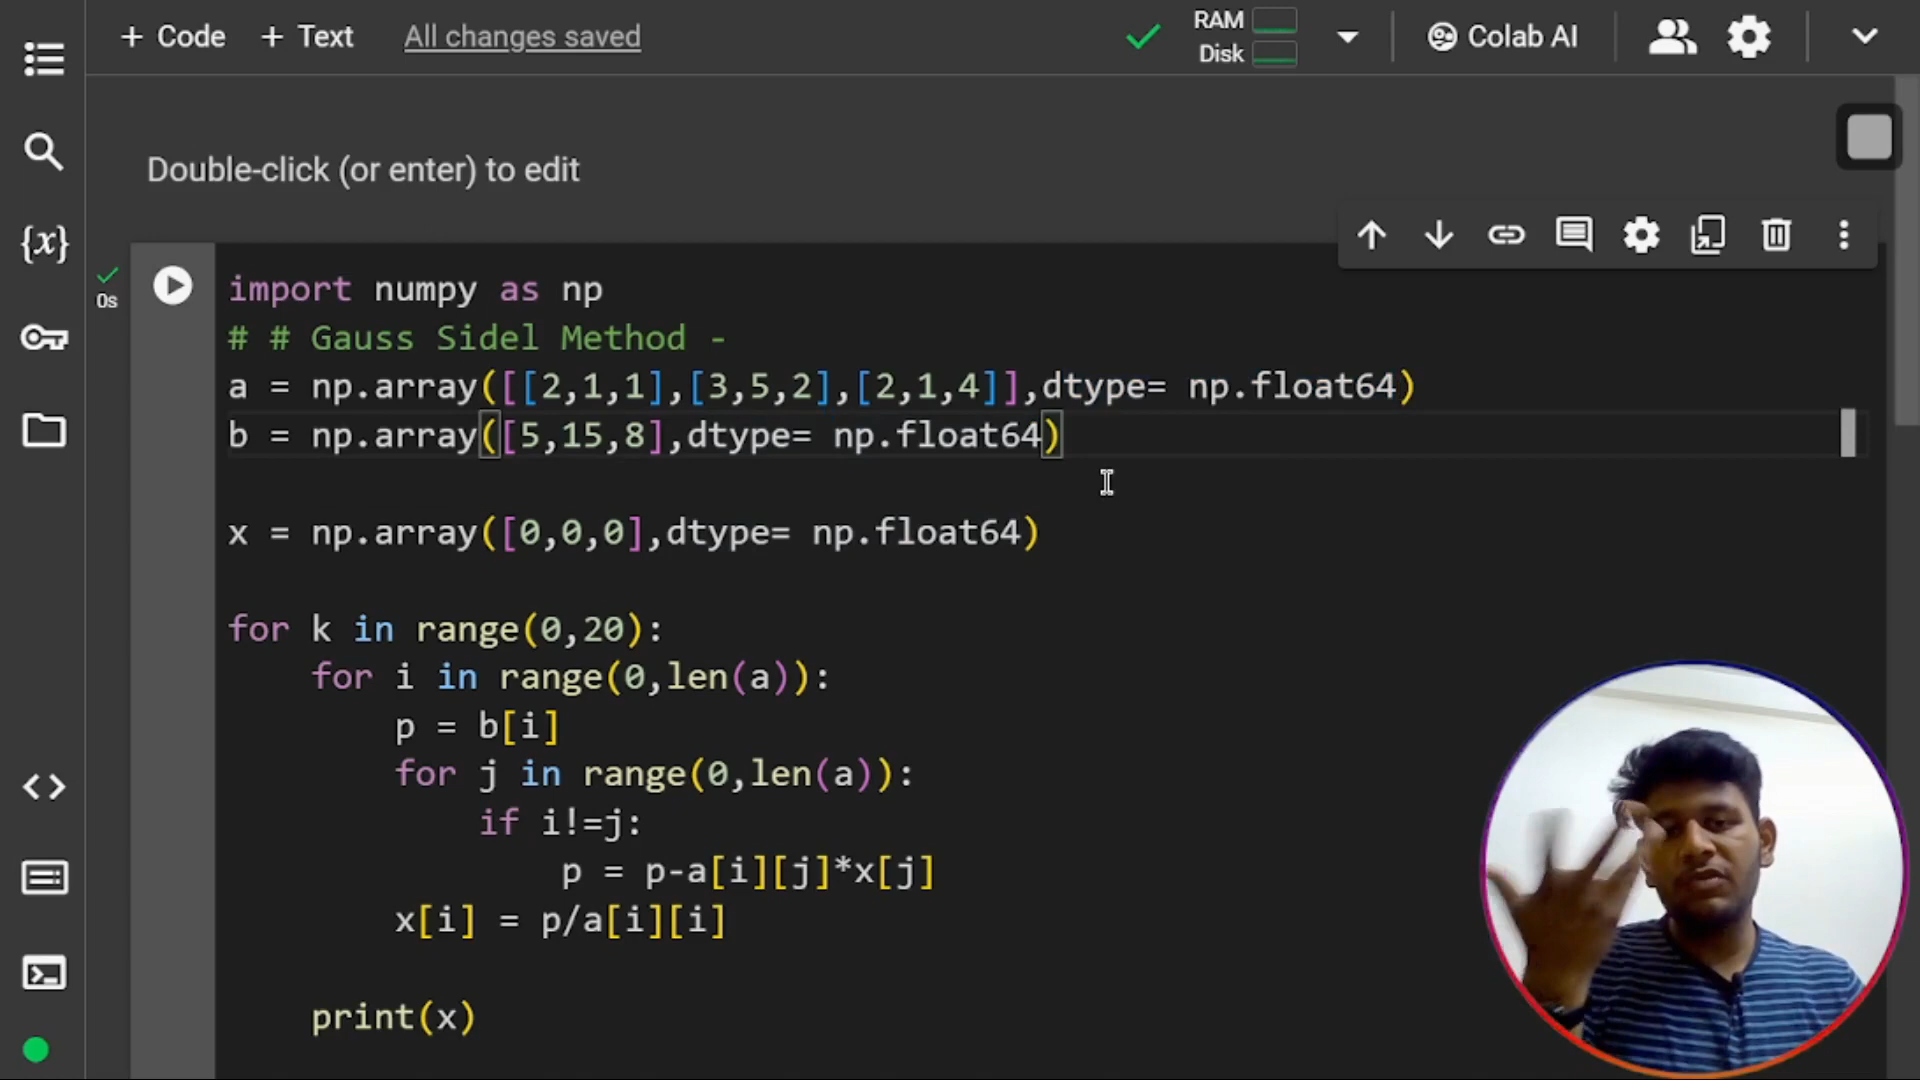 + Code + Text All changes saved RAM Disk Colab AI
Double-click (or enter) to edit
{x}
0s
import numpy as np
# # Gauss Sidel Method -
a = np.array([[2,1,1],[3,5,2],[2,1,4]],dtype= np.float64)
b = np.array([5,15,8],dtype= np.float64)
x = np.array([0,0,0],dtype= np.float64)
for k in range(0,20):
for i in range(0,len(a)):
p = b[i]
for j in range(0,len(a)):
if i!=j:
p = p-a[i][j]*x[j]
x[i] = p/a[i][i]
print(x)